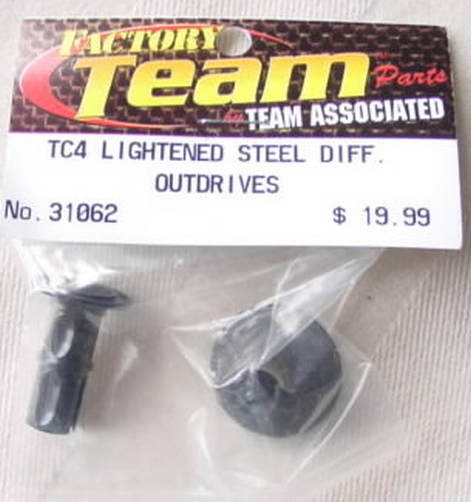 FACTORY
Team
Parts
by TEAM ASSOCIATED
TC4 LIGHTENED STEEL DIFF.
OUTDRIVES
No. 31062 $ 19.99